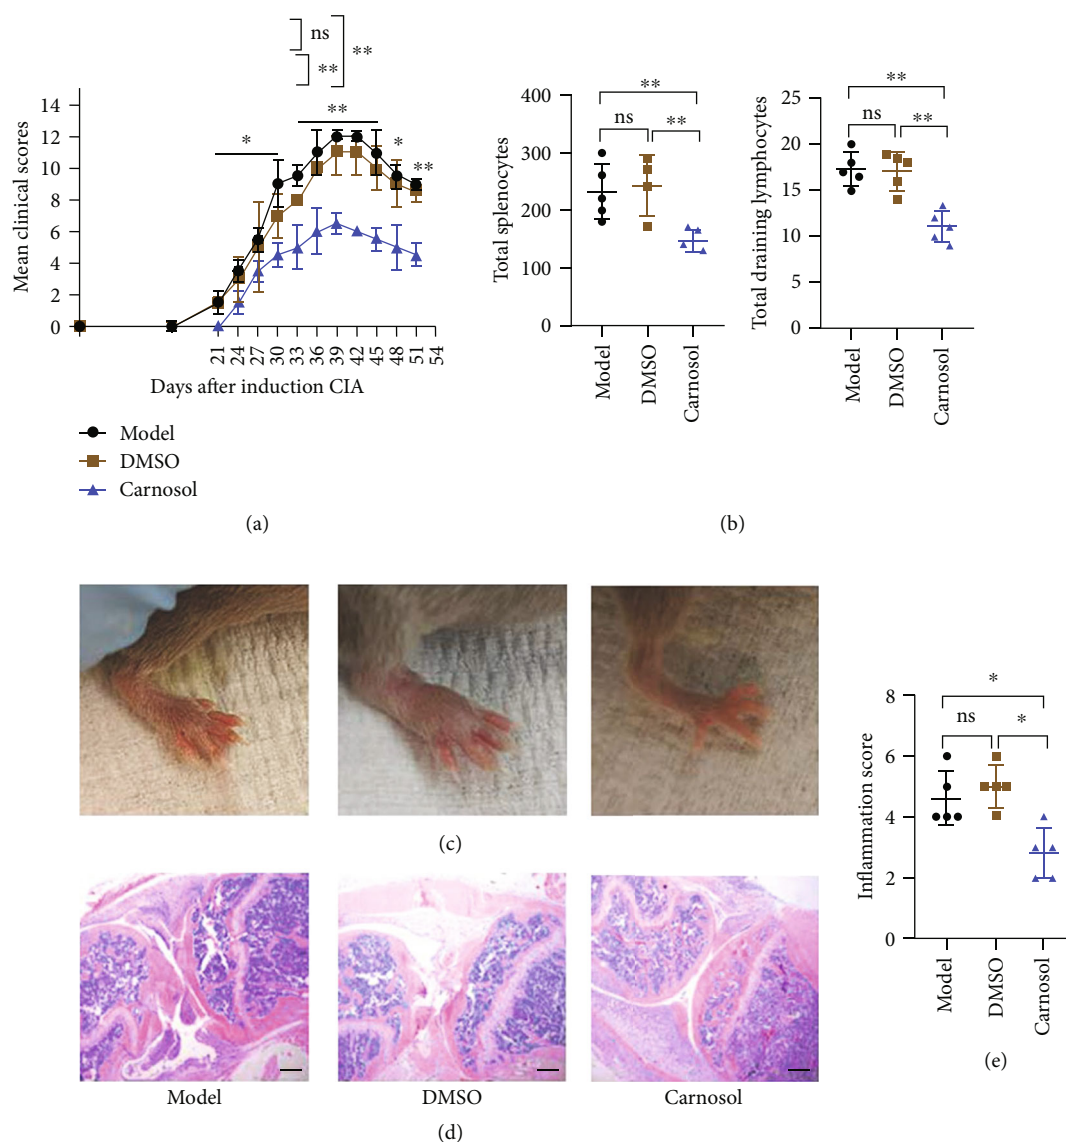 ns
**
**
14
12
10
8
6
4
2
0
Mean clinical scores
*
**
*
**
21
24
27
30
33
36
39
42
45
48
51
54
Days after induction CIA
Model
DMSO
Carnosol
(a)
400
300
200
100
0
Total splenocytes
**
ns
**
Model
DMSO
Carnosol
25
20
15
10
5
0
Total draining lymphocytes
**
ns
**
Model
DMSO
Carnosol
(b)
(c)
Model
DMSO
Carnosol
(d)
8
6
4
2
0
Inflammation score
*
ns
*
Model
DMSO
Carnosol
(e)